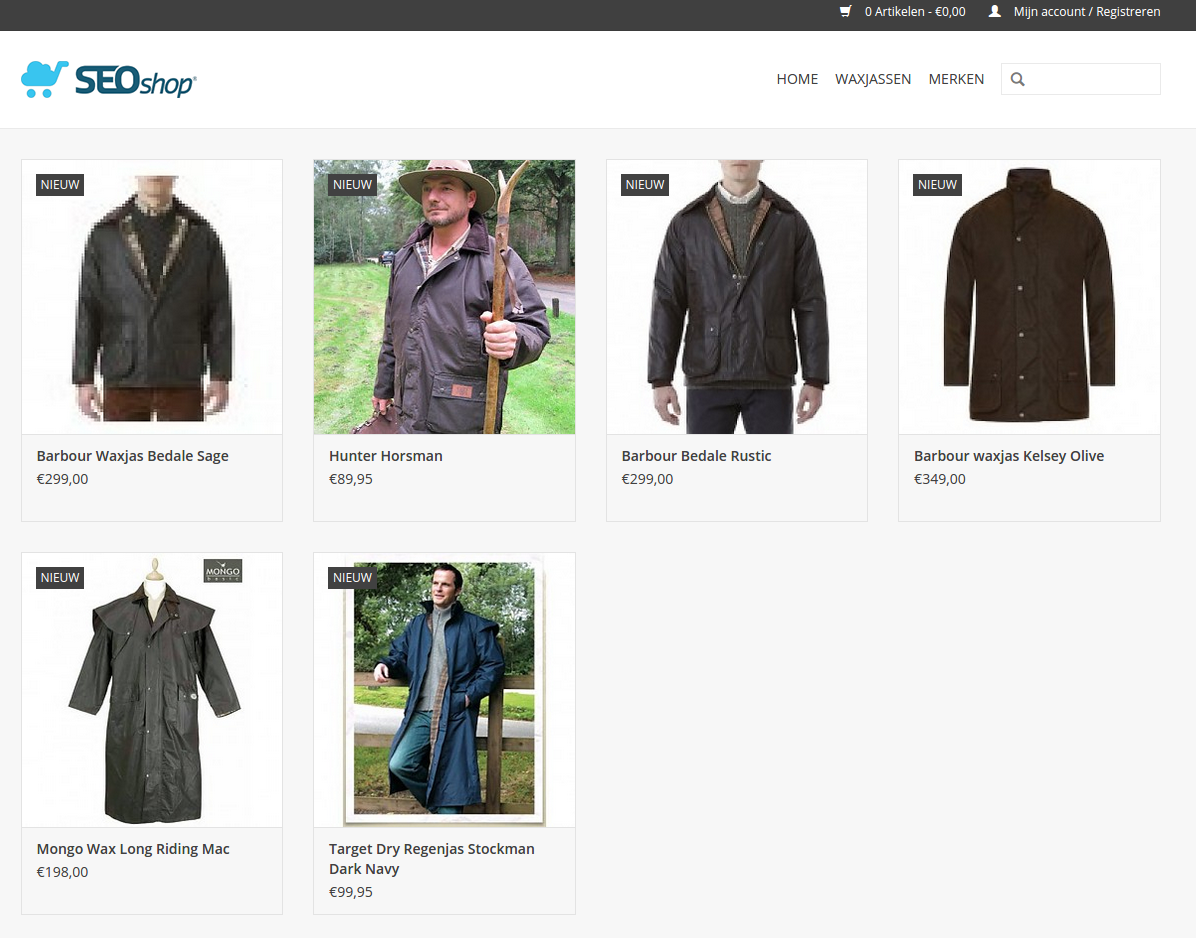 0 Artikelen - €0,00 Mijn account / Registreren
SEOshop
HOME WAXJASSEN MERKEN
NIEUW
NIEUW
NIEUW
NIEUW
Barbour Waxjas Bedale Sage
€299,00
Hunter Horsman
€89,95
Barbour Bedale Rustic
€299,00
Barbour waxjas Kelsey Olive
€349,00
NIEUW
MONGO
basic
NIEUW
Mongo Wax Long Riding Mac
€198,00
Target Dry Regenjas Stockman
Dark Navy
€99,95